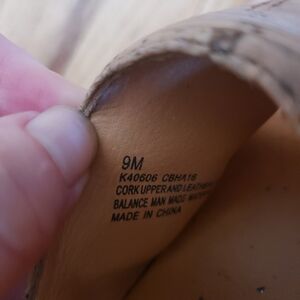 9M
K40606 CBHA16
CORK UPPER AND LEATHER
BALANCE MAN MADE
MADE IN CHINA